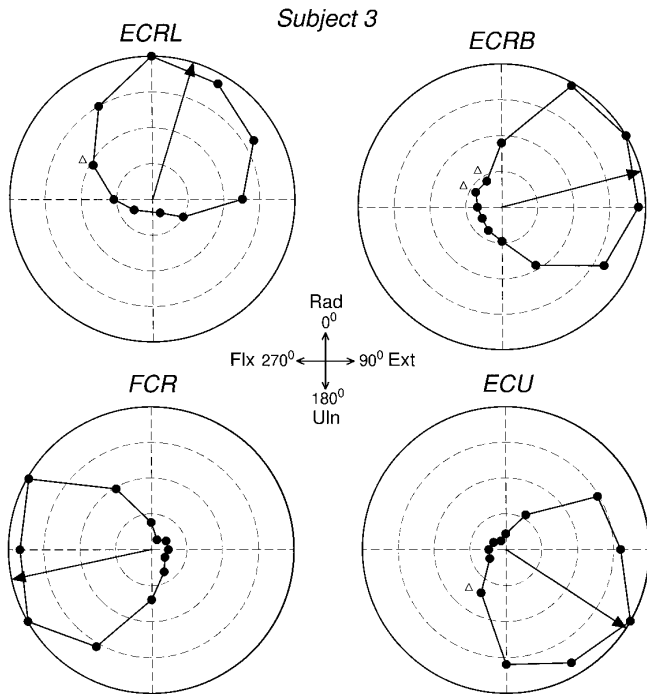 Subject 3
ECRL
ECRB
Rad
0⁰
Flx 270⁰ 90⁰ Ext
180⁰
Uln
FCR
ECU